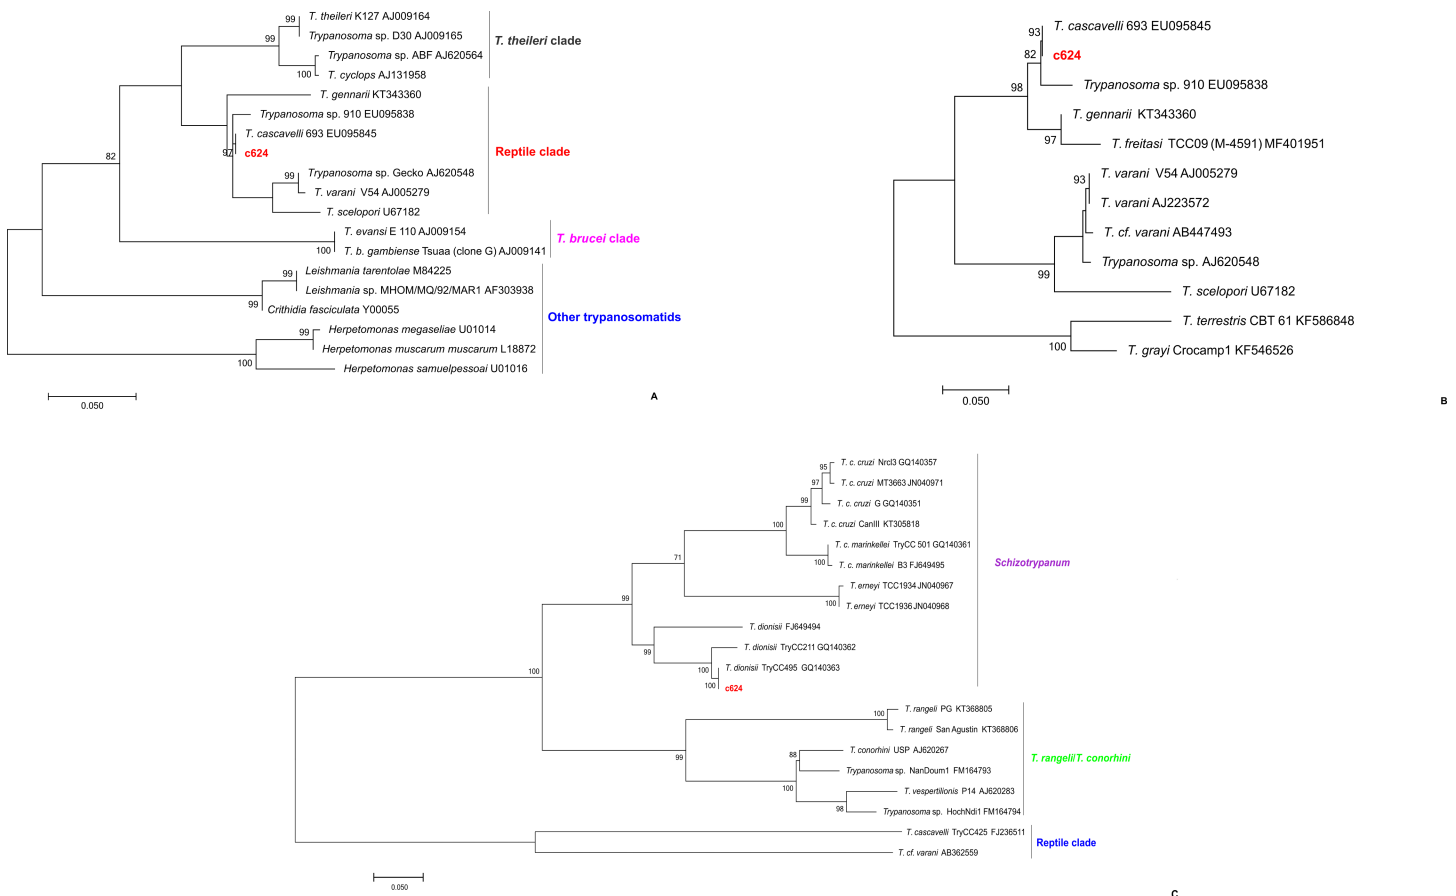 99
T. theileri K127 AJ009164
Trypanosoma sp. D30 AJ009165
99
T. theileri clade
Trypanosoma sp. ABF AJ620564
100
T. cyclops AJ131958
T. gennarii KT343360
Trypanosoma sp. 910 EU095838
T. cascavelli 693 EU095845
97
c624
Reptile clade
82
99
Trypanosoma sp. Gecko AJ620548
T. varani V54 AJ005279
T. scelopori U67182
T. evansi E 110 AJ009154
100
T. b. gambiense Tsuaa (clone G) AJ009141
T. brucei clade
99
Leishmania tarentolae M84225
Leishmania sp. MHOM/MQ/92/MAR1 AF303938
99
Crithidia fasciculata Y00055
Other trypanosomatids
99
Herpetomonas megaseliae U01014
Herpetomonas muscarum muscarum L18872
100
Herpetomonas samuelpessoai U01016
0.050
A
93
T. cascavelli 693 EU095845
82
c624
98
Trypanosoma sp. 910 EU095838
T. gennarii KT343360
97
T. freitasi TCC09 (M-4591) MF401951
93
T. varani V54 AJ005279
T. varani AJ223572
T. cf. varani AB447493
Trypanosoma sp. AJ620548
99
T. scelopori U67182
T. terrestris CBT 61 KF586848
100
T. grayi Crocamp1 KF546526
0.050
B
95
T. c. cruzi Nrcl3 GQ140357
97
T. c. cruzi MT3663 JN040971
99
T. c. cruzi G GQ140351
100
T. c. cruzi CanIII KT305818
T. c. marinkellei TryCC 501 GQ140361
100
T. c. marinkellei B3 FJ649495
71
Schizotrypanum
T. erneyi TCC1934 JN040967
100
T. erneyi TCC1936 JN040968
99
T. dionisii FJ649494
99
T. dionisii TryCC211 GQ140362
100
T. dionisii TryCC495 GQ140363
100
c624
100
100
T. rangeli PG KT368805
T. rangeli San Agustin KT368806
99
88
T. conorhini USP AJ620267
Trypanosoma sp. NanDoum1 FM164793
100
T. vespertilionis P14 AJ620283
98
Trypanosoma sp. HochNdi1 FM164794
T. rangeli/T. conorhini
T. cascavelli TryCC425 FJ236511
T. cf. varani AB362559
Reptile clade
0.050
C